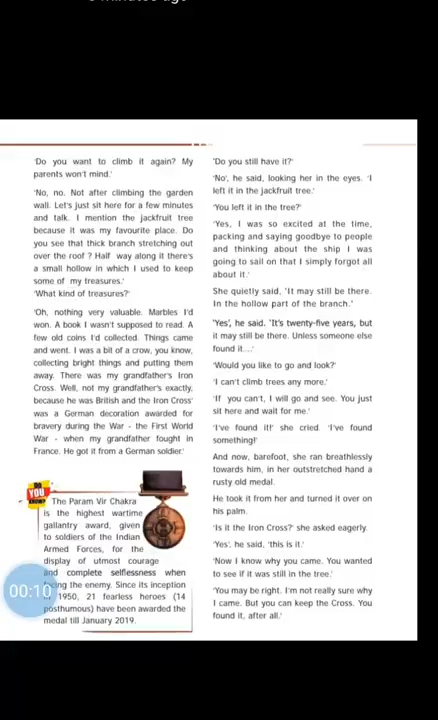 'Do you want to climb it again? My
parents won't mind.'
'No, no. Not after climbing the garden
wall. Let's just sit here for a few minutes
and talk. I mention the jackfruit tree
because it was my favourite place. Do
you see that thick branch stretching out
over the roof ? Half way along it there's
a small hollow in which I used to keep
some of my treasures.'
'What kind of treasures?'
'Oh, nothing very valuable. Marbles I'd
won. A book I wasn't supposed to read. A
few old coins I'd collected. Things came
and went. I was a bit of a crow, you know,
collecting bright things and putting them
away. There was my grandfather's Iron
Cross. Well, not my grandfather's exactly,
because he was British and the Iron Cross'
was a German decoration awarded for
bravery during the War - the First World
War - when my grandfather fought in
France. He got it from a German soldier.'
Do
YOU
KNOW?
The Param Vir Chakra
is the highest wartime
gallantry award, given
to soldiers of the Indian
Armed Forces, for the
display of utmost courage
and complete selflessness when
facing the enemy. Since its inception
1950, 21 fearless heroes (14
posthumous) have been awarded the
medal till January 2019.
00:10
'Do you still have it?'
'No', he said, looking her in the eyes. 'I
left it in the jackfruit tree.'
'You left it in the tree?'
'Yes, I was so excited at the time,
packing and saying goodbye to people
and thinking about the ship I was
going to sail on that I simply forgot all
about it.'
She quietly said, 'It may still be there.
In the hollow part of the branch.'
'Yes', he said. 'It's twenty-five years, but
it may still be there. Unless someone else
found it....'
'Would you like to go and look?'
'I can't climb trees any more.'
'If you can't, I will go and see. You just
sit here and wait for me.'
'I've found it!' she cried. 'I've found
something!'
And now, barefoot, she ran breathlessly
towards him, in her outstretched hand a
rusty old medal.
He took it from her and turned it over on
his palm.
'Is it the Iron Cross?' she asked eagerly.
'Yes', he said, 'this is it.'
'Now I know why you came. You wanted
to see if it was still in the tree.'
'You may be right. I'm not really sure why
I came. But you can keep the Cross. You
found it, after all.'